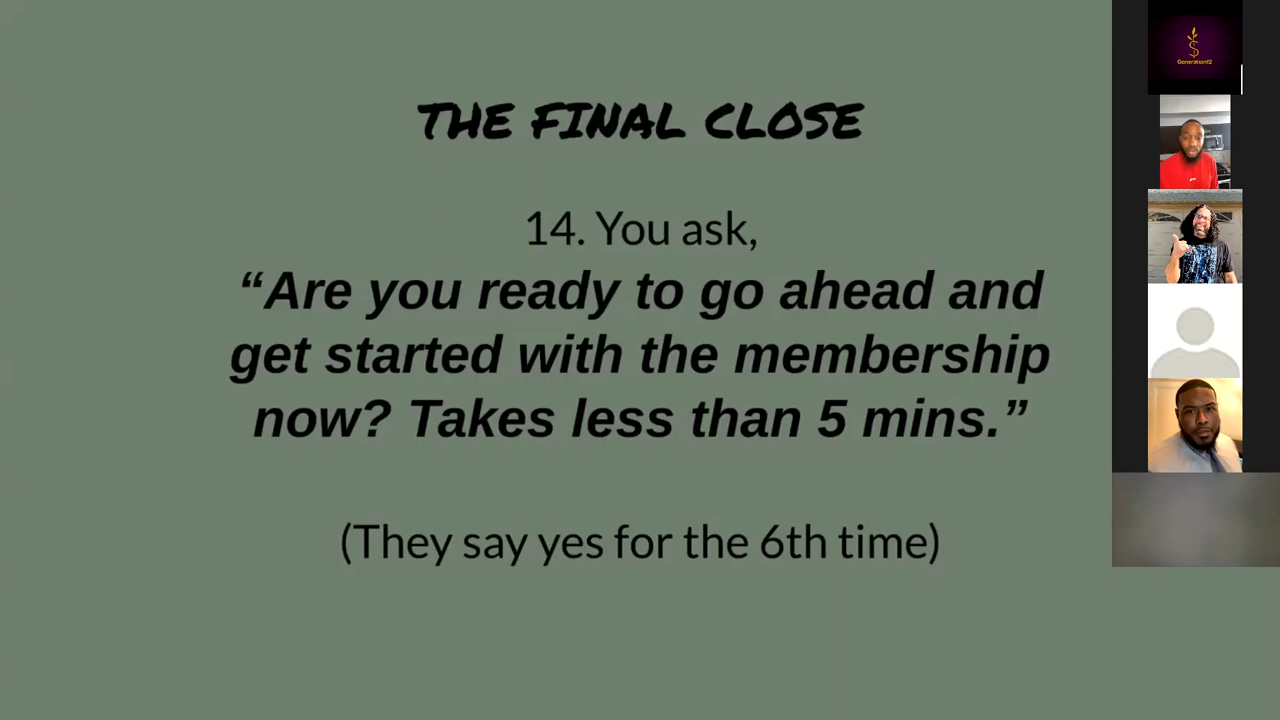 THE FINAL CLOSE
14. You ask,
“Are you ready to go ahead and
get started with the membership
now? Takes less than 5 mins.”
(They say yes for the 6th time)